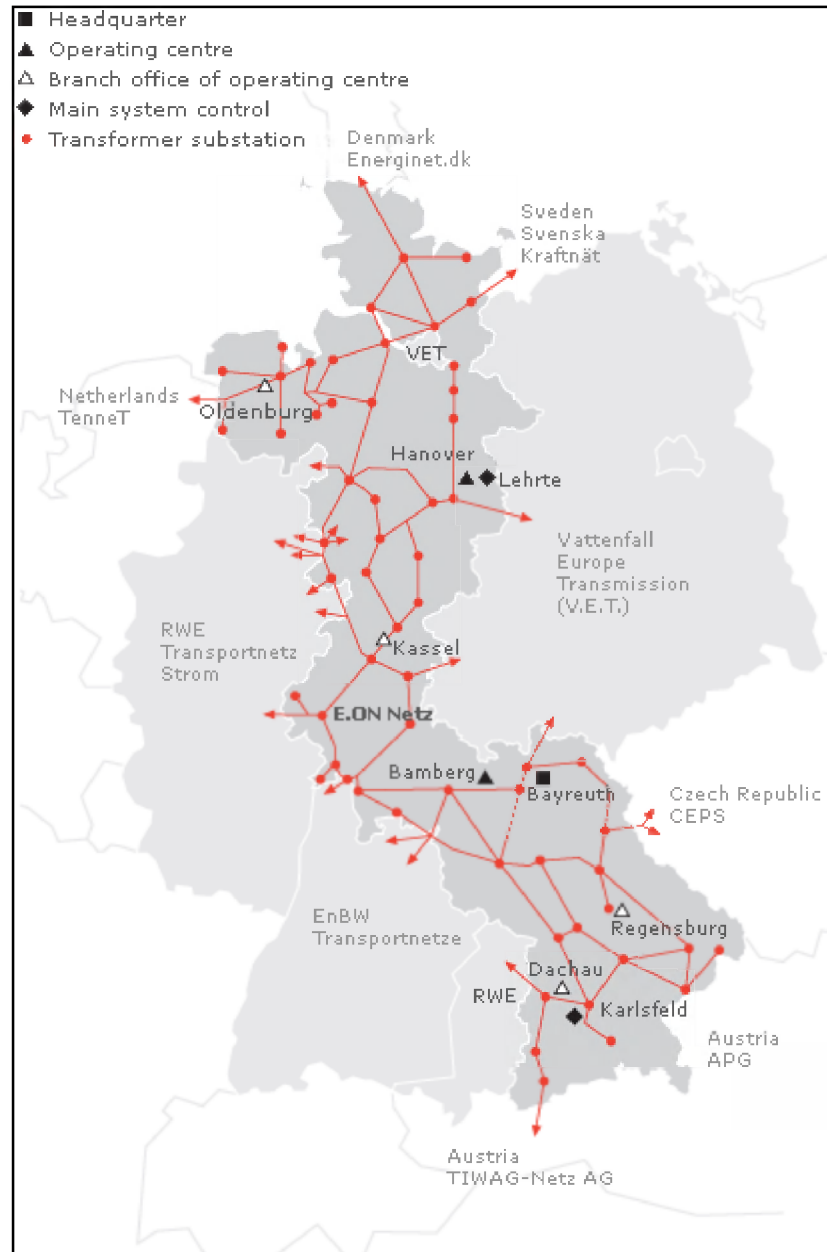 Headquarter
Operating centre
Branch office of operating centre
Main system control
Transformer substation
Denmark
Energinet.dk
Sveden
Svenska
Kraftnät
VET
Netherlands
TenneT
Oldenburg
Hanover
Lehrte
Vattenfall
Europe
Transmission
(V.E.T.)
RWE
Transportnetz
Strom
Kassel
E.ON Netz
Bamberg
Bayreuth
Czech Republic
CEPS
EnBW
Transportnetze
Regensburg
Dachau
RWE
Karlsfeld
Austria
APG
Austria
TIWAG-Netz AG